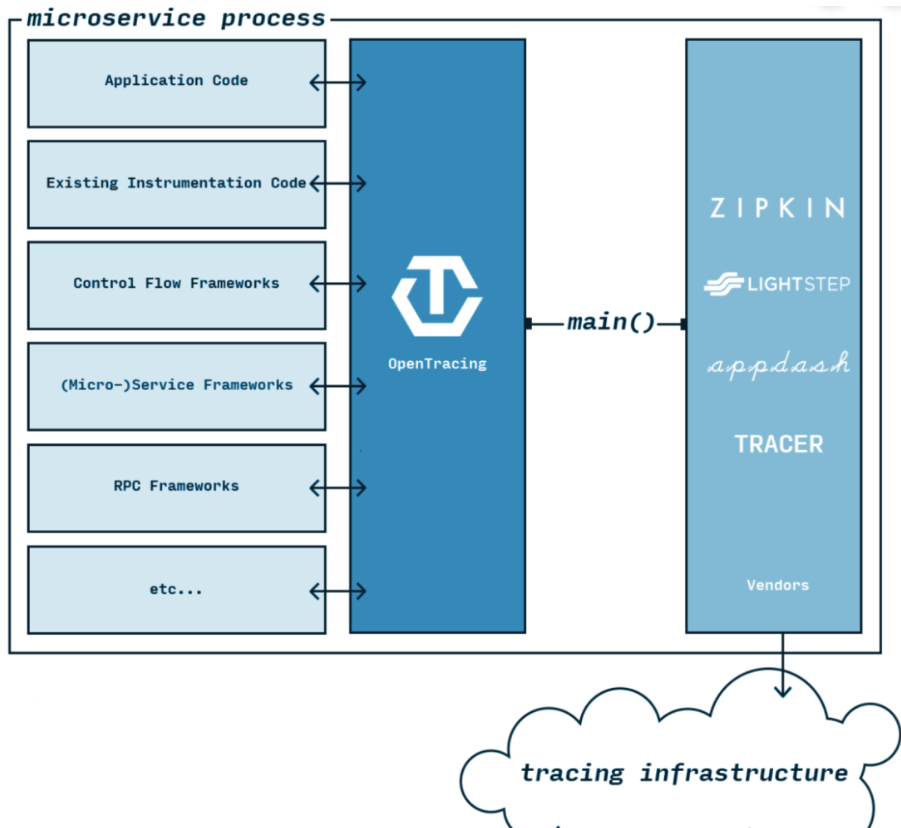 microservice process
Application Code
Existing Instrumentation Code
Control Flow Frameworks
(Micro-)Service Frameworks
RPC Frameworks
etc...
OpenTracing
main()
ZIPKIN
LIGHTSTEP
appdash
TRACER
Vendors
tracing infrastructure